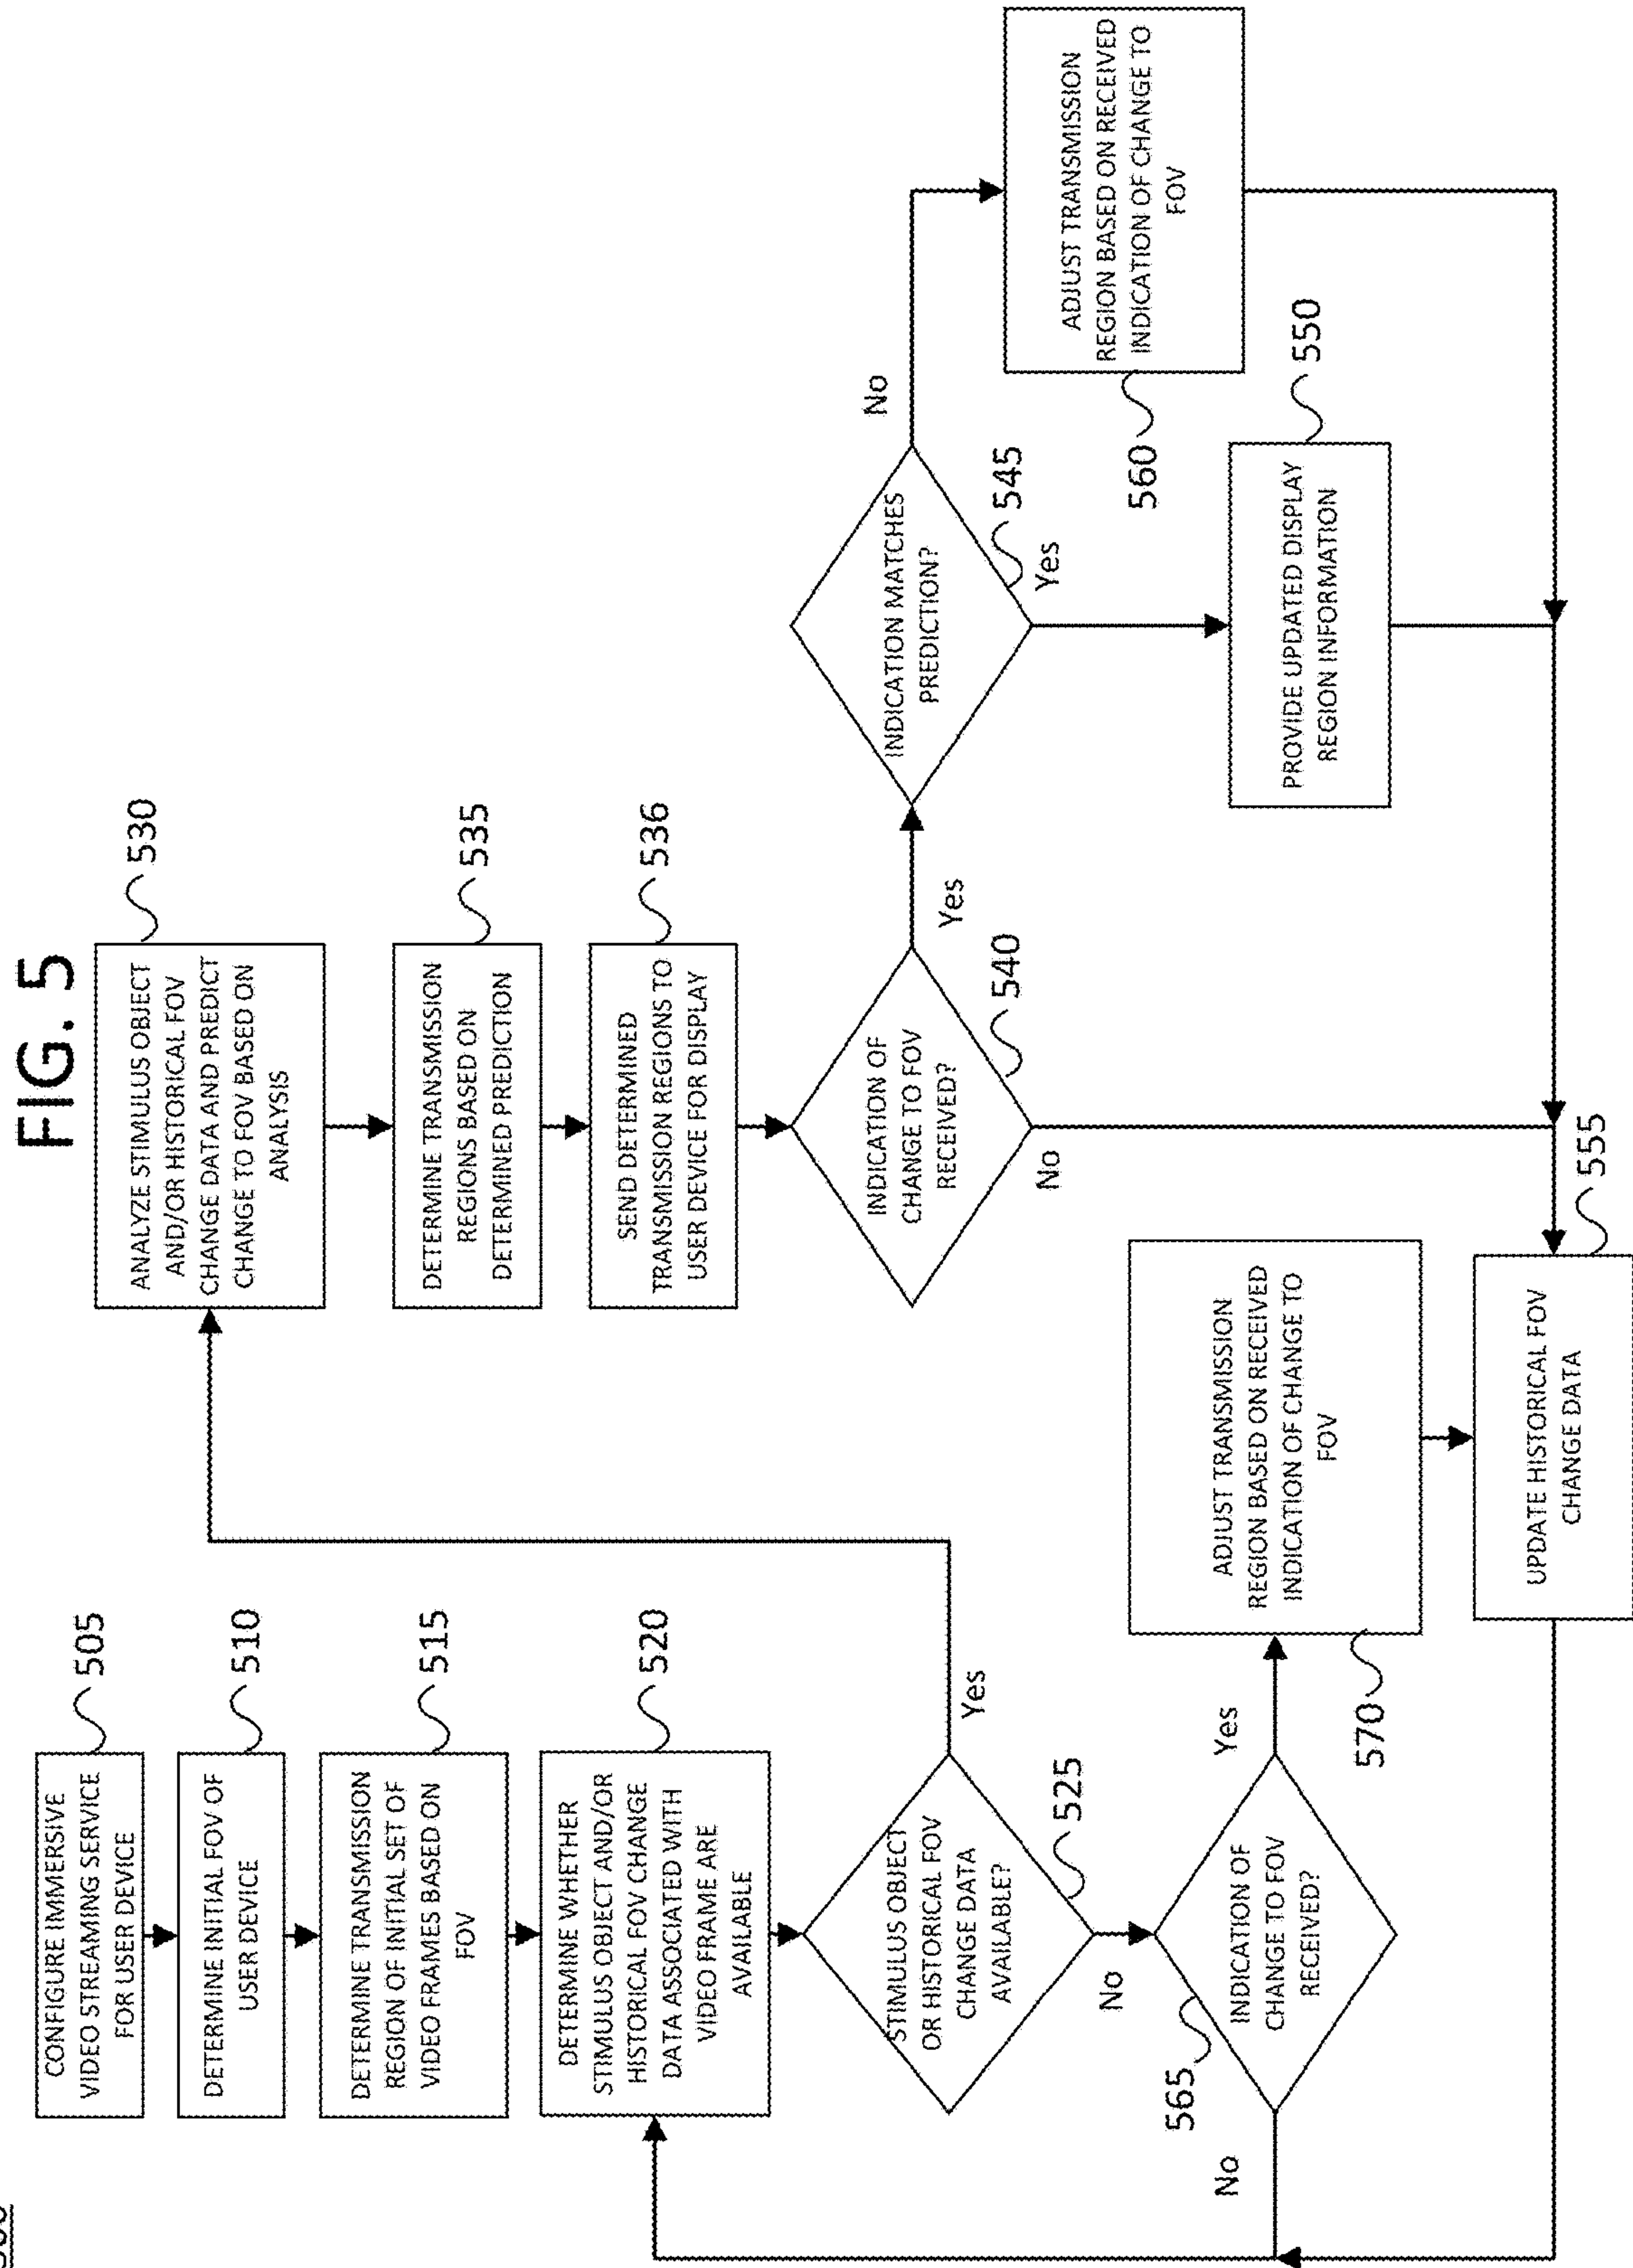 FIG. 5
CONFIGURE IMMERSIVE
VIDEO STREAMING SERVICE
FOR USER DEVICE
505
DETERMINE INITIAL FOV OF
USER DEVICE
510
DETERMINE TRANSMISSION
REGION OF INITIAL SET OF
VIDEO FRAMES BASED ON
FOV
515
DETERMINE WHETHER
STIMULUS OBJECT AND/OR
HISTORICAL FOV CHANGE
DATA ASSOCIATED WITH
VIDEO FRAME ARE
AVAILABLE
520
STIMULUS OBJECT
OR HISTORICAL FOV
CHANGE DATA
AVAILABLE?
525
Yes
No
INDICATION OF
CHANGE TO FOV
RECEIVED?
565
Yes
No
ADJUST TRANSMISSION
REGION BASED ON RECEIVED
INDICATION OF CHANGE TO
FOV
570
UPDATE HISTORICAL FOV
CHANGE DATA
555
ANALYZE STIMULUS OBJECT
AND/OR HISTORICAL FOV
CHANGE DATA AND PREDICT
CHANGE TO FOV BASED ON
ANALYSIS
530
DETERMINE TRANSMISSION
REGIONS BASED ON
DETERMINED PREDICTION
535
SEND DETERMINED
TRANSMISSION REGIONS TO
USER DEVICE FOR DISPLAY
536
INDICATION OF
CHANGE TO FOV
RECEIVED?
540
Yes
No
INDICATION MATCHES
PREDICTION?
545
Yes
No
PROVIDE UPDATED DISPLAY
REGION INFORMATION
550
ADJUST TRANSMISSION
REGION BASED ON RECEIVED
INDICATION OF CHANGE TO
FOV
560